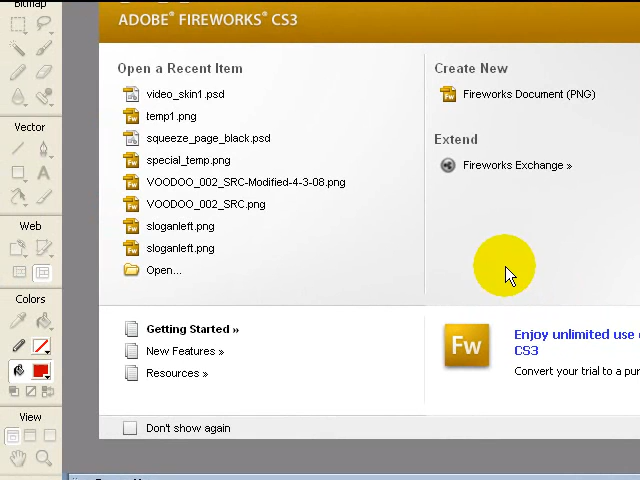 Bitmap
ADOBE® FIREWORKS® CS3
Open a Recent Item
video_skin1.psd
temp1.png
squeeze_page_black.psd
special_temp.png
VOODOO_002_SRC-Modified-4-3-08.png
VOODOO_002_SRC.png
sloganleft.png
sloganleft.png
Open...
Create New
Fireworks Document (PNG)
Extend
Fireworks Exchange »
Vector
A
Web
Colors
View
Getting Started »
New Features »
Resources »
Fw
Enjoy unlimited use
CS3
Convert your trial to a
Don't show again